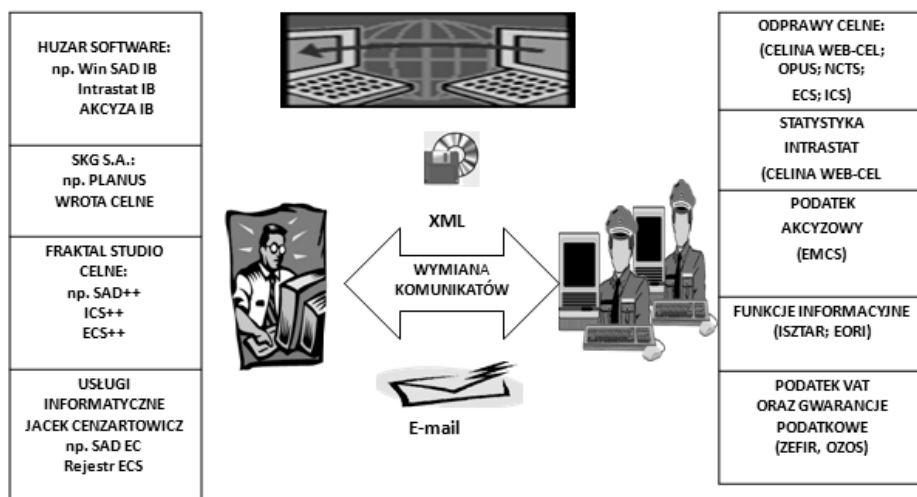 HUZAR SOFTWARE:
np. Win SAD IB
Intrastat IB
AKCYZA IB
SKG S.A.:
np. PLANUS
WROTA CELNE
FRAKTAL STUDIO
CELNE:
np. SAD++
ICS++
ECS++
USŁUGI
INFORMATYCZNE
JACEK CENZARTOWICZ
np. SAD EC
Rejestr ECS
XML
WYMIANA
KOMUNIKATÓW
E-mail
ODPRAWY CELNE:
(CELINA WEB-CEL;
OPUS; NCTS;
ECS; ICS)
STATYSTYKA
INTRASTAT
(CELINA WEB-CEL
PODATEK
AKCYZOWY
(EMCS)
FUNKCJE INFORMACYJNE
(ISZTAR; EORI)
PODATEK VAT
ORAZ GWARANCJE
PODATKOWE
(ZEFIR, OZOS)